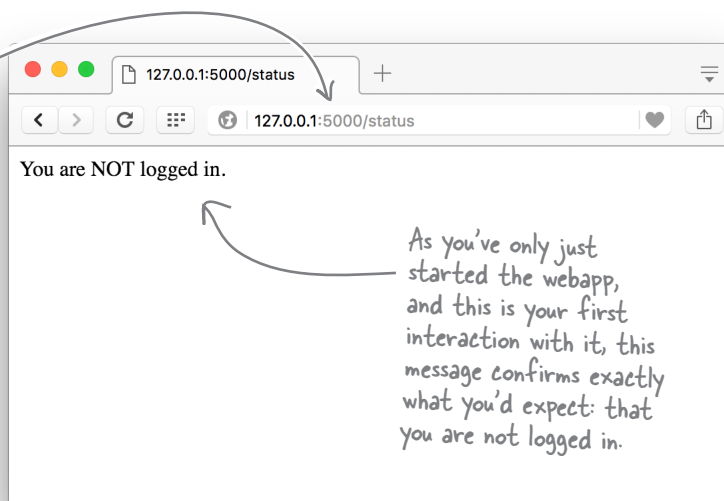 127.0.0.1:5000/status
127.0.0.1:5000/status
You are NOT logged in.
As you've only just
started the webapp,
and this is your first
interaction with it, this
message confirms exactly
what you'd expect: that
you are not logged in.